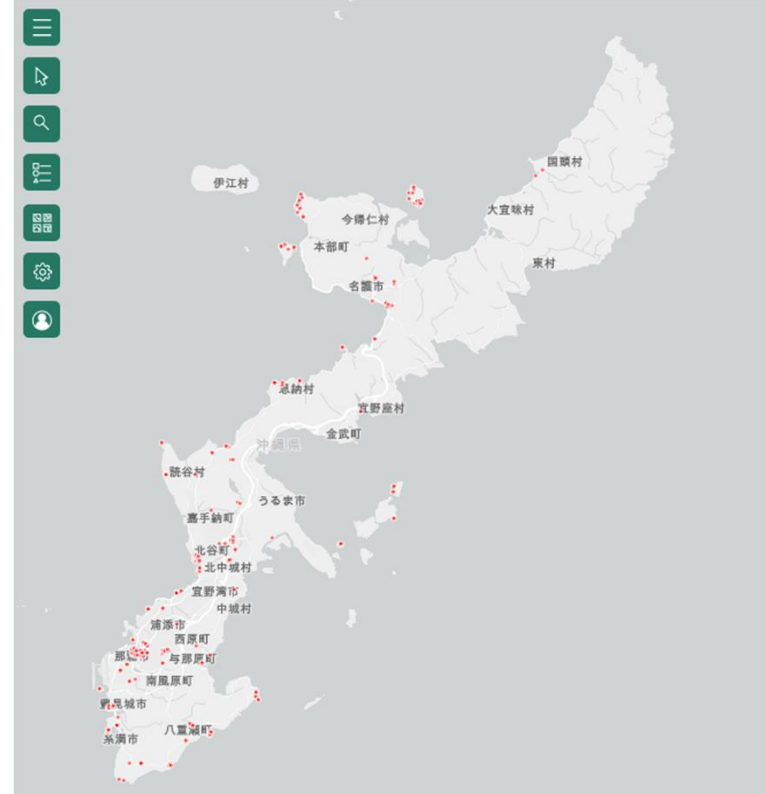 国頭村
伊江村
大宜味村
今帰仁村
本部町
東村
名護市
恩納村
宜野座村
金武町
沖縄県
読谷村
うるま市
嘉手納町
北谷町
北中城村
宜野湾市
中城村
浦添市
西原町
那覇市
与那原町
南風原町
豊見城市
八重瀬町
糸満市